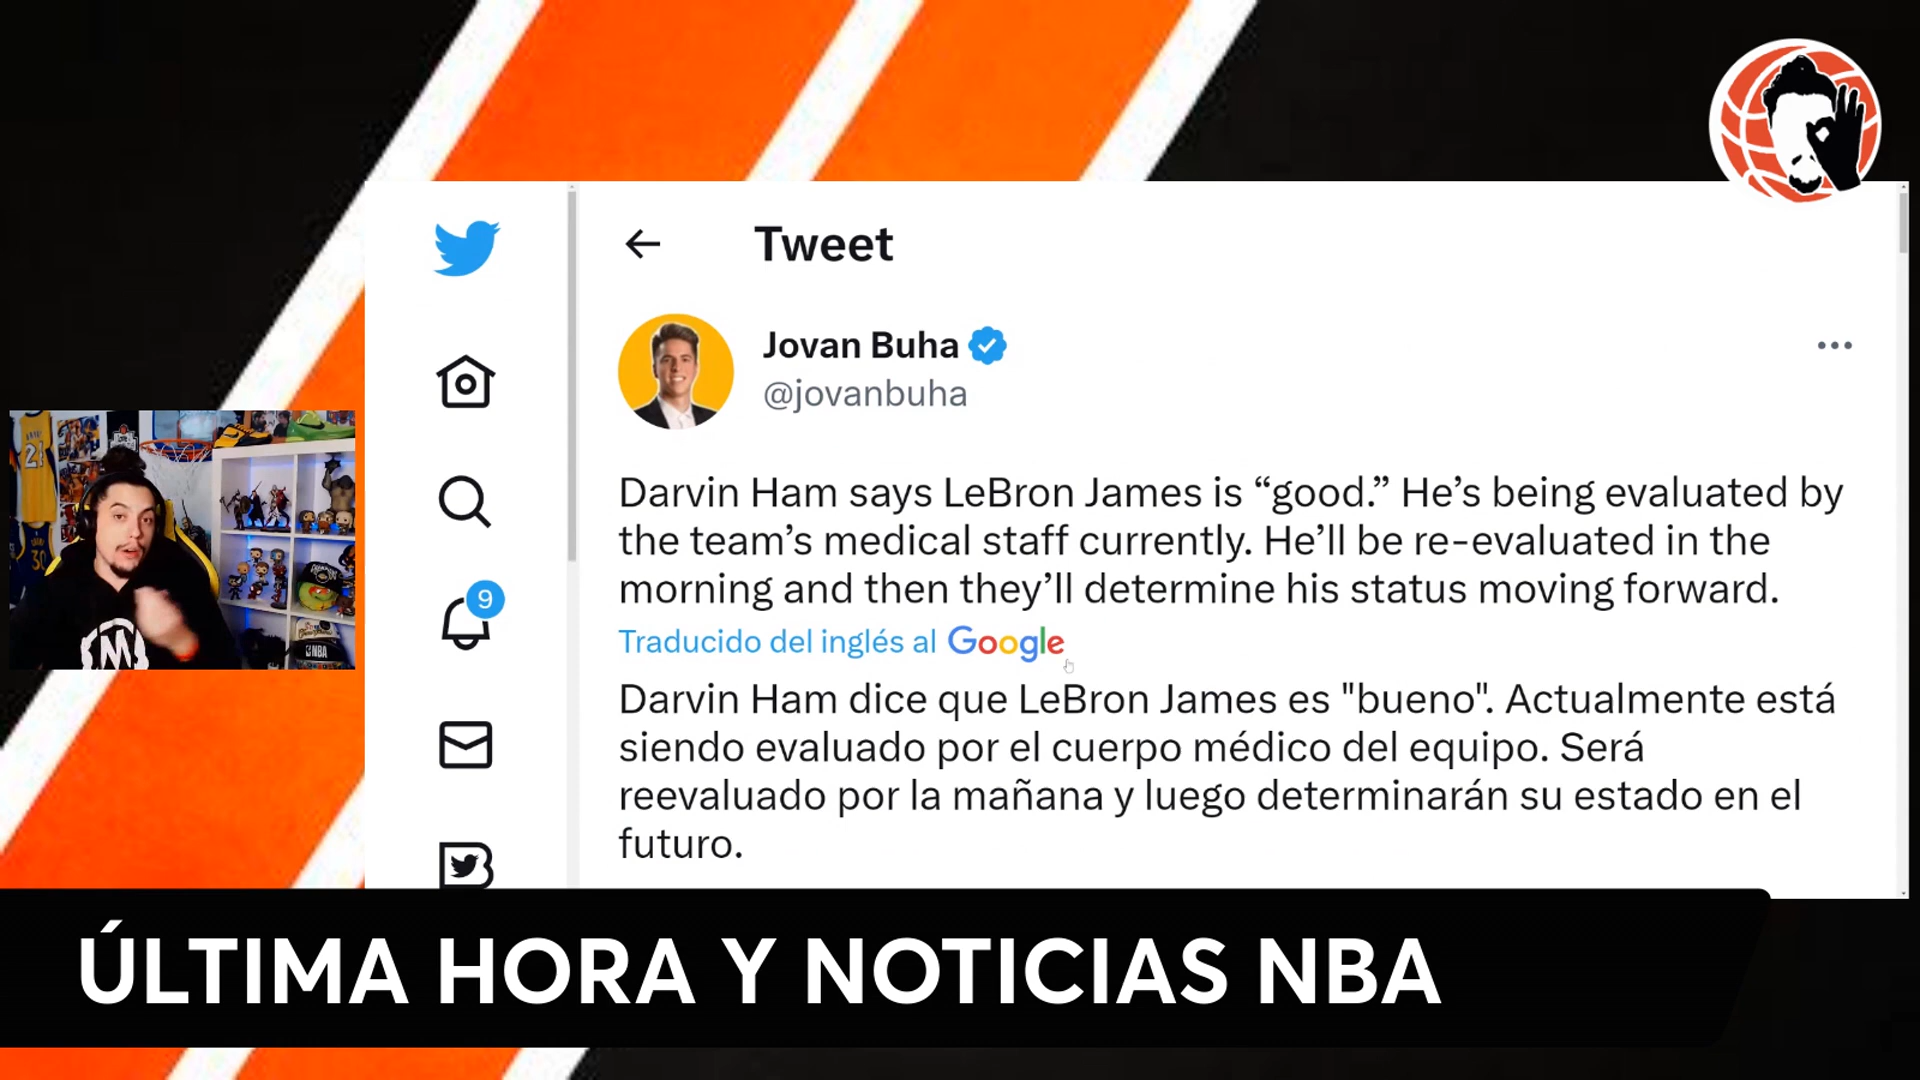 Tweet
Jovan Buha
@jovanbuha
Darvin Ham says LeBron James is “good.” He’s being evaluated by
the team’s medical staff currently. He’ll be re-evaluated in the
morning and then they’ll determine his status moving forward.
Traducido del inglés al Google
Darvin Ham dice que LeBron James es "bueno". Actualmente está
siendo evaluado por el cuerpo médico del equipo. Será
reevaluado por la mañana y luego determinarán su estado en el
futuro.
9
24
30
M
NBA
ÚLTIMA HORA Y NOTICIAS NBA